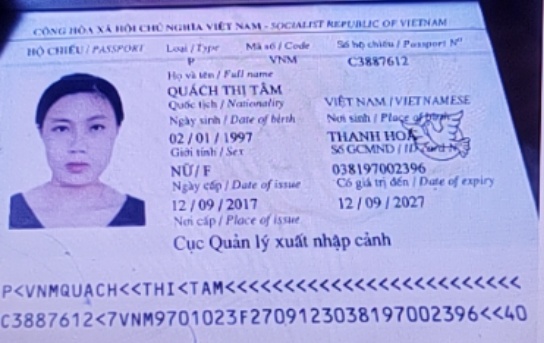 CỘNG HÒA XÃ HỘI CHỦ NGHĨA VIỆT NAM - SOCIALIST REPUBLIC OF VIETNAM
HỘ CHIẾU / PASSPORT Loại / Type Mã số / Code Số hộ chiếu / Passport Nº
P VNM C3887612
Họ và tên / Full name
QUÁCH THỊ TÂM
Quốc tịch / Nationality VIỆT NAM / VIETNAMESE
Ngày sinh / Date of birth Nơi sinh / Place of birth
02 / 01 / 1997 THANH HOÁ
Giới tính / Sex Số GCMND / ID card Nº
NỮ / F 038197002396
Ngày cấp / Date of issue Có giá trị đến / Date of expiry
12 / 09 / 2017 12 / 09 / 2027
Nơi cấp / Place of issue
Cục Quản lý xuất nhập cảnh
P<VNMQUACH<<THI<TAM<<<<<<<<<<<<<<<<<<<<<<<<<
C3887612<7VNM9701023F2709123038197002396<<40